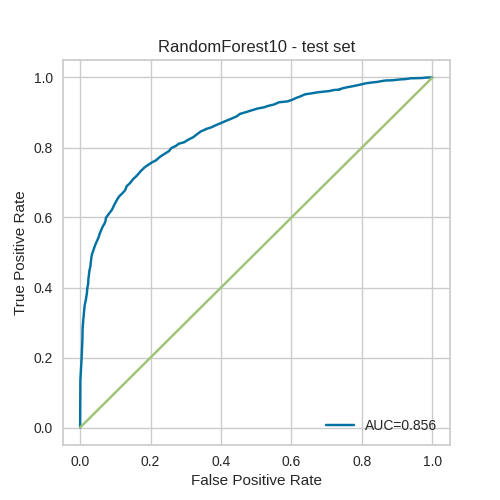 RandomForest10 - test set
True Positive Rate
1.0
0.8
0.6
0.4
0.2
0.0
AUC=0.856
0.0 0.2 0.4 0.6 0.8 1.0
False Positive Rate